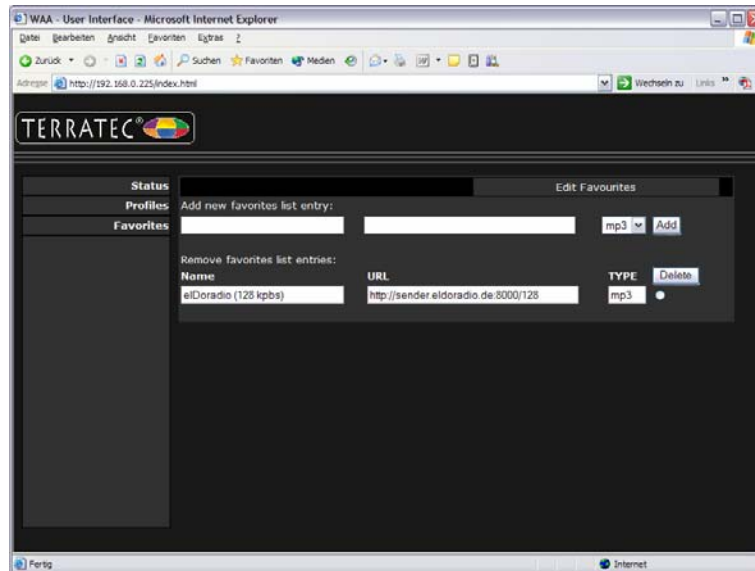 WAA - User Interface - Microsoft Internet Explorer
Datei Bearbeiten Ansicht Favoriten Extras ?
Zurück Suchen Favoriten Medien
Adresse http://192.168.0.225/index.html Wechseln zu Links »
TERRATEC®
Status Edit Favourites
Profiles Add new favorites list entry:
Favorites mp3 Add
Remove favorites list entries:
Name URL TYPE Delete
elDoradio (128 kpbs) http://sender.eldoradio.de:8000/128 mp3
Fertig Internet